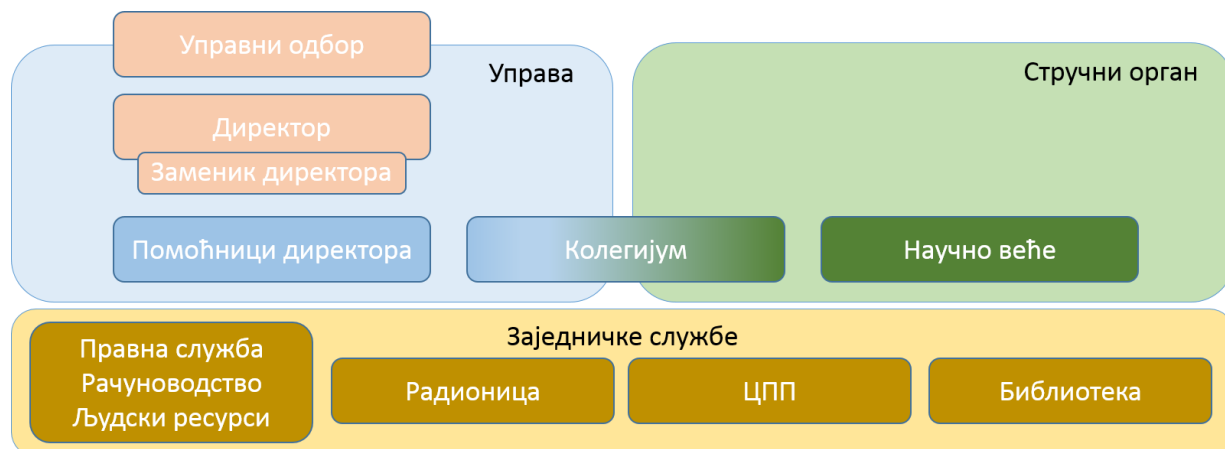 Управни одбор
Управа
Стручни орган
Директор
Заменик директора
Помоћници директора
Колегијум
Научно веће
Заједничке службе
Правна служба
Рачуноводство
Људски ресурси
Радионица
ЦПП
Библиотека